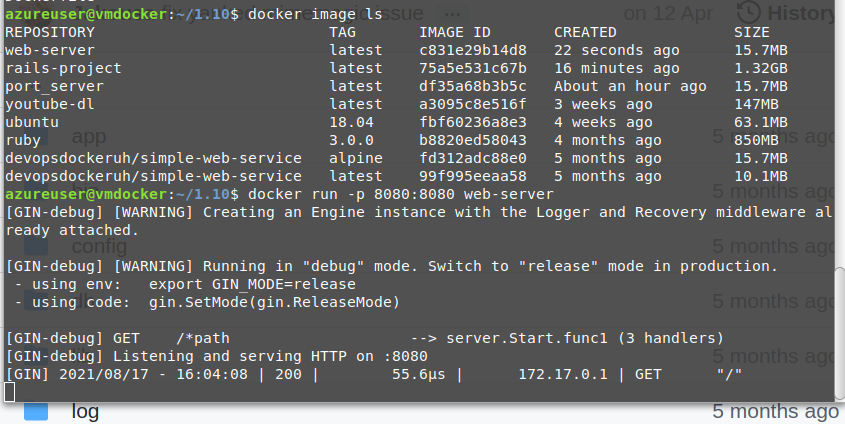 on 12 Apr History
azureuser@vmdocker:~/1.10$ docker image ls
REPOSITORY TAG IMAGE ID CREATED SIZE
web-server latest c831e29b14d8 22 seconds ago 15.7MB
rails-project latest 75a5e531c67b 16 minutes ago 1.32GB
port_server latest df35a68b3b5c About an hour ago 15.7MB
youtube-dl latest a3095c8e516f 3 weeks ago 147MB
ubuntu 18.04 fbf60236a8e3 4 weeks ago 63.1MB
ruby 3.0.0 b8820ed58043 4 months ago 850MB
devopsdockeruh/simple-web-service alpine fd312adc88e0 5 months ago 15.7MB
devopsdockeruh/simple-web-service latest 99f995eeaa58 5 months ago 10.1MB
azureuser@vmdocker:~/1.10$ docker run -p 8080:8080 web-server
[GIN-debug] [WARNING] Creating an Engine instance with the Logger and Recovery middleware al
ready attached.
[GIN-debug] [WARNING] Running in "debug" mode. Switch to "release" mode in production.
- using env: export GIN_MODE=release
- using code: gin.SetMode(gin.ReleaseMode)
[GIN-debug] GET /*path --> server.Start.func1 (3 handlers)
[GIN-debug] Listening and serving HTTP on :8080
[GIN] 2021/08/17 - 16:04:08 | 200 | 55.6µs | 172.17.0.1 | GET "/"
app 5 months ago
5 months ago
config 5 months ago
5 months ago
5 months ago
log 5 months ago